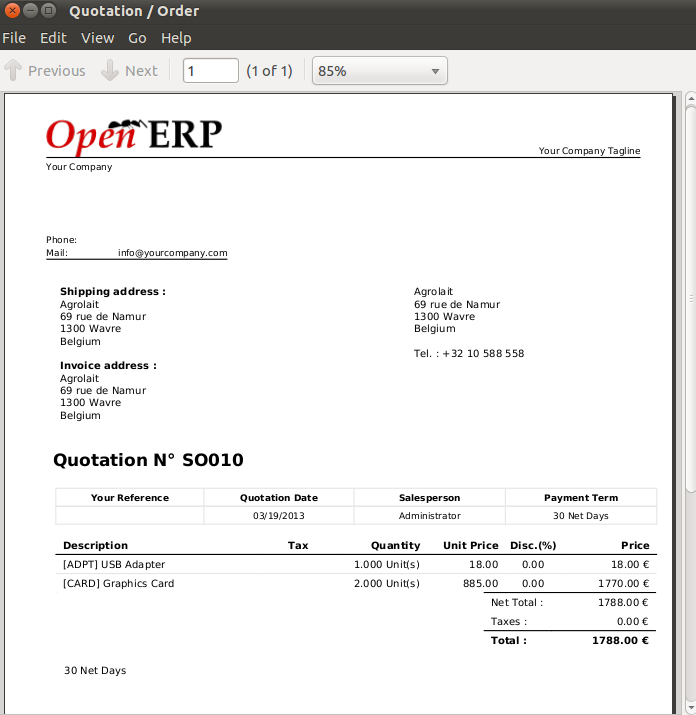 Quotation / Order
File Edit View Go Help
Previous Next 1 (1 of 1) 85%
Open ERP
Your Company Tagline
Your Company
Phone:
Mail: info@yourcompany.com
Shipping address :
Agrolait
69 rue de Namur
1300 Wavre
Belgium
Agrolait
69 rue de Namur
1300 Wavre
Belgium
Tel. : +32 10 588 558
Invoice address :
Agrolait
69 rue de Namur
1300 Wavre
Belgium
Quotation N° SO010
Your Reference Quotation Date Salesperson Payment Term
03/19/2013 Administrator 30 Net Days
Description Tax Quantity Unit Price Disc.(%) Price
[ADPT] USB Adapter 1.000 Unit(s) 18.00 0.00 18.00 €
[CARD] Graphics Card 2.000 Unit(s) 885.00 0.00 1770.00 €
Net Total : 1788.00 €
Taxes : 0.00 €
Total : 1788.00 €
30 Net Days